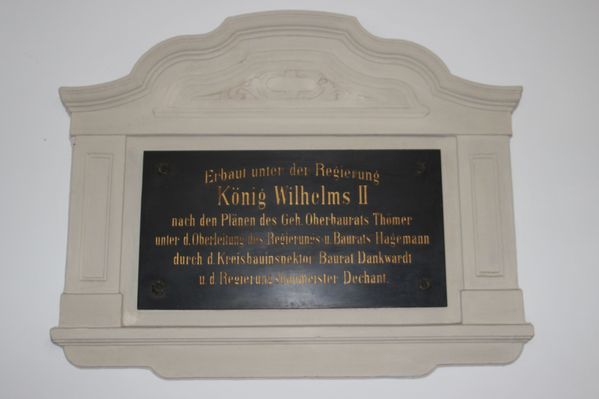 Erbaut unter der Regierung
König Wilhelms II
nach den Plänen des Geh. Oberbaurats Thömer
unter d. Oberleitung des Regierungs u. Baurats Hagemann
durch d. Kreisbauinspektor Baurat Dankwardt
u. d Regierungsbaumeister Dechant.